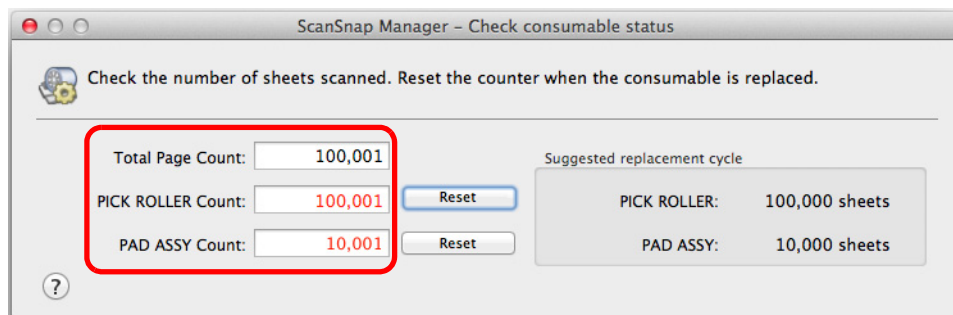 ScanSnap Manager – Check consumable status
Check the number of sheets scanned. Reset the counter when the consumable is replaced.
Total Page Count: 100,001
Suggested replacement cycle
PICK ROLLER Count: 100,001 Reset
PICK ROLLER: 100,000 sheets
PAD ASSY Count: 10,001 Reset
PAD ASSY: 10,000 sheets
?